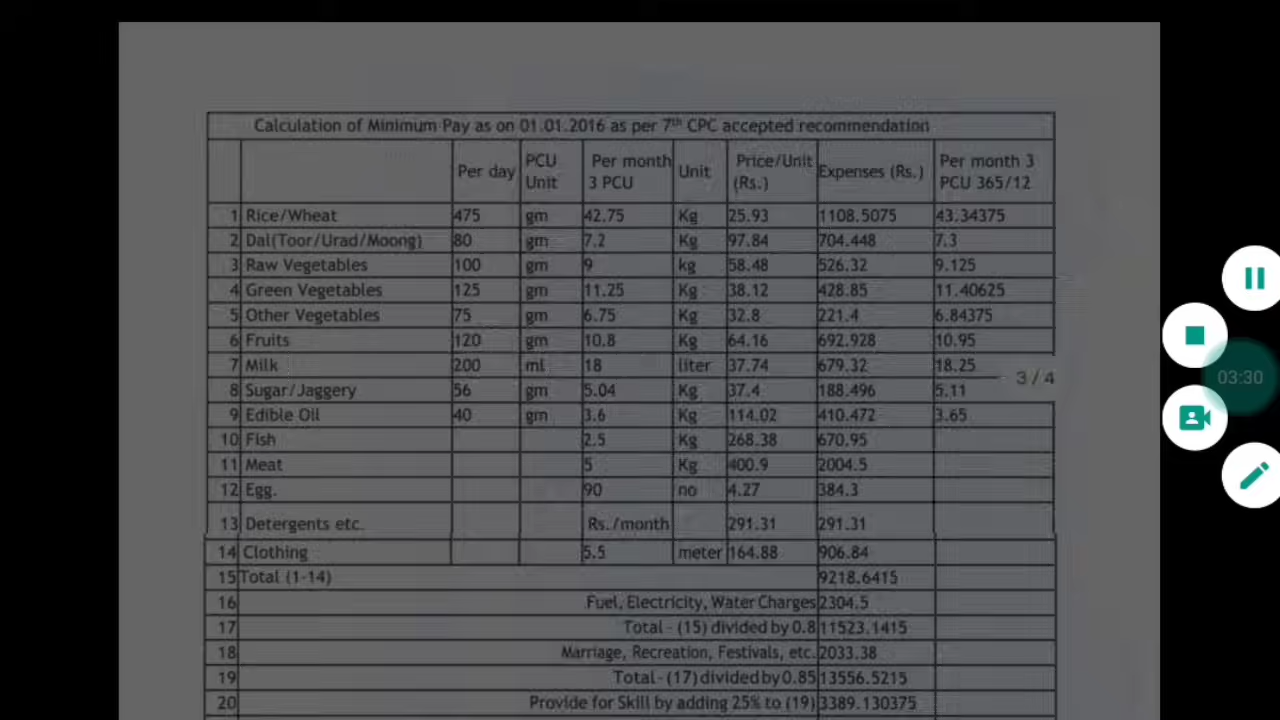 Calculation of Minimum Pay as on 01.01.2016 as per 7th CPC accepted recommendation
Per day PCU Unit Per month 3 PCU Unit Price/Unit (Rs.) Expenses (Rs.) Per month 3 PCU 365/12
1 Rice/Wheat 475 gm 42.75 Kg 25.93 1108.5075 43.34375
2 Dal(Toor/Urad/Moong) 80 gm 7.2 Kg 97.84 704.448 7.3
3 Raw Vegetables 100 gm 9 kg 58.48 526.32 9.125
4 Green Vegetables 125 gm 11.25 Kg 38.12 428.85 11.40625
5 Other Vegetables 75 gm 6.75 Kg 32.8 221.4 6.84375
6 Fruits 120 gm 10.8 Kg 64.16 692.928 10.95
7 Milk 200 ml 18 liter 37.74 679.32 18.25
3 / 4
03:30
8 Sugar/Jaggery 56 gm 5.04 Kg 37.4 188.496 5.11
9 Edible Oil 40 gm 3.6 Kg 114.02 410.472 3.65
10 Fish 2.5 Kg 268.38 670.95
11 Meat 5 Kg 400.9 2004.5
12 Egg. 90 no 4.27 384.3
13 Detergents etc. Rs./month 291.31 291.31
14 Clothing 5.5 meter 164.88 906.84
15 Total (1-14) 9218.6415
16 Fuel, Electricity, Water Charges 2304.5
17 Total - (15) divided by 0.8 11523.1415
18 Marriage, Recreation, Festivals, etc. 2033.38
19 Total- (17) divided by 0.85 13556.5215
20 Provide for Skill by adding 25% to (19) 3389.130375